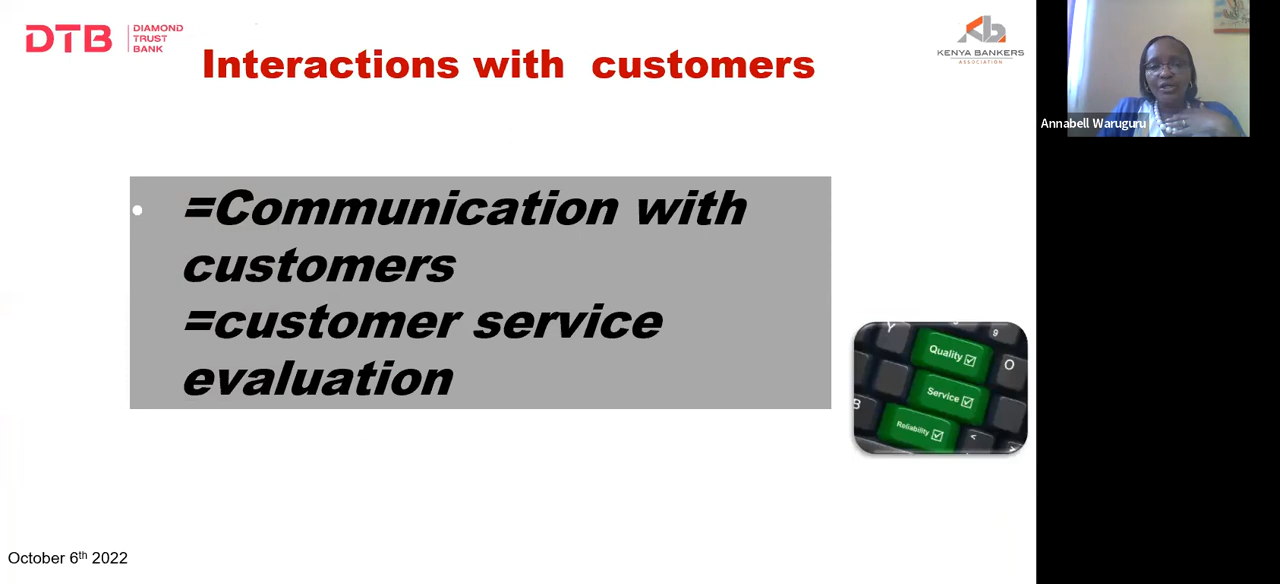 DTB
DIAMOND
TRUST
BANK
Interactions with customers
KENYA BANKERS
ASSOCIATION
Annabell Waruguru
=Communication with
customers
=customer service
evaluation
Y
9
Quality
O
Service
B
Reliability
<
October 6th 2022